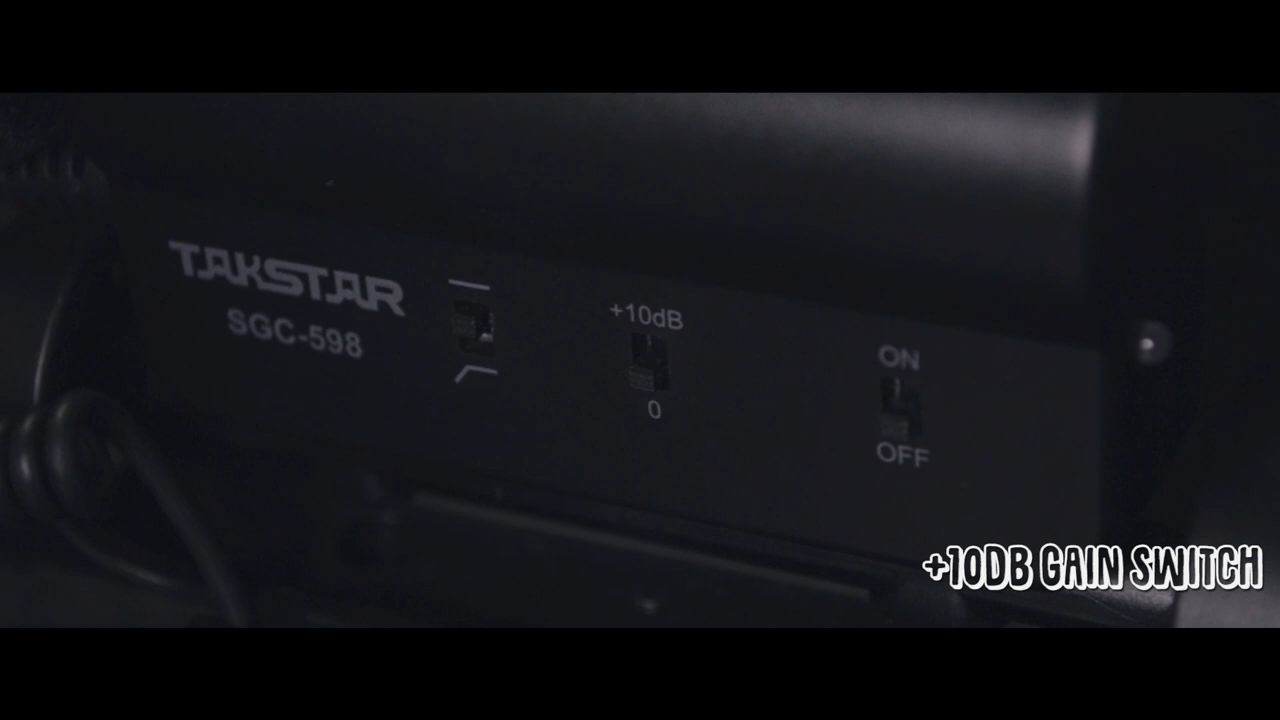 TAKSTAR
SGC-598
+10dB
0
ON
OFF
+10DB GAIN SWITCH